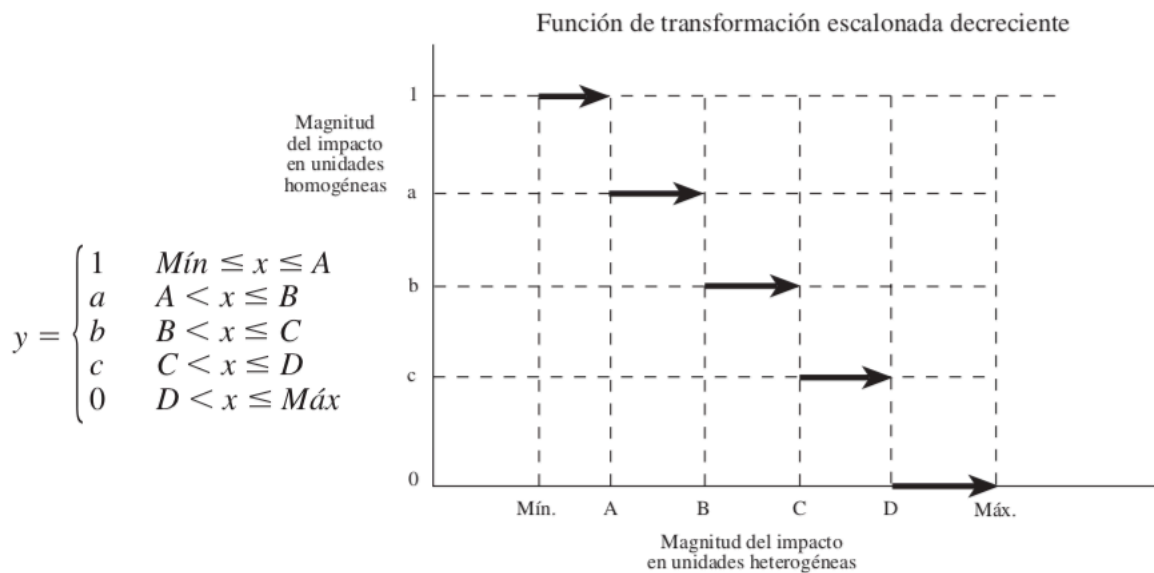 Función de transformación escalonada decreciente
1
Magnitud
del impacto
en unidades
homogéneas
a
b
c
0
y = { 1 Mín ≤ x ≤ A
a A < x ≤ B
b B < x ≤ C
c C < x ≤ D
0 D < x ≤ Máx
Mín. A B C D Máx.
Magnitud del impacto
en unidades heterogéneas